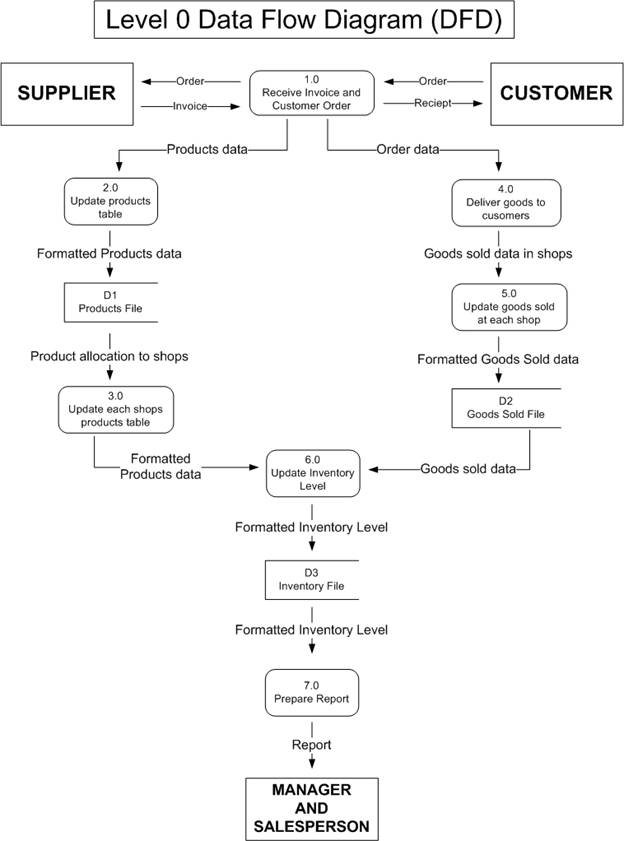 Level 0 Data Flow Diagram (DFD)
SUPPLIER
Order
Invoice
1.0
Receive Invoice and
Customer Order
Order
Reciept
CUSTOMER
Products data
Order data
2.0
Update products
table
4.0
Deliver goods to
cusomers
Formatted Products data
Goods sold data in shops
D1
Products File
5.0
Update goods sold
at each shop
Product allocation to shops
Formatted Goods Sold data
3.0
Update each shops
products table
D2
Goods Sold File
Formatted
Products data
6.0
Update Inventory
Level
Goods sold data
Formatted Inventory Level
D3
Inventory File
Formatted Inventory Level
7.0
Prepare Report
Report
MANAGER
AND
SALESPERSON